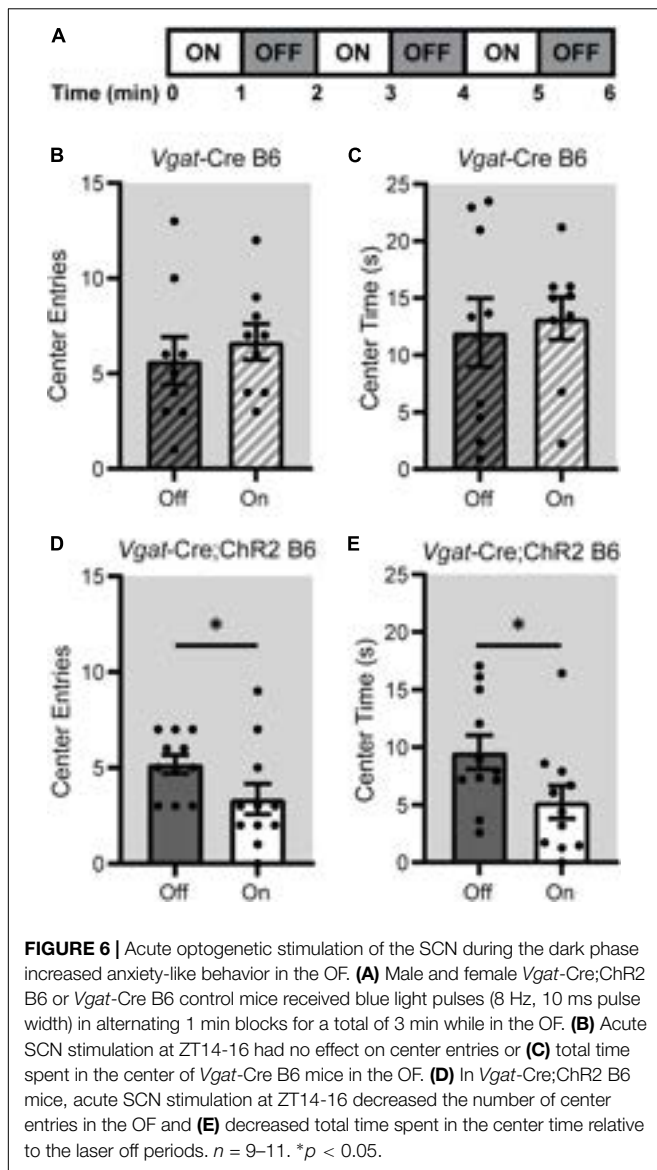 A
ON OFF ON OFF ON OFF
Time (min) 0 1 2 3 4 5 6
B
Vgat-Cre B6
15
10
5
0
Center Entries
Off On
C
Vgat-Cre B6
25
20
15
10
5
0
Center Time (s)
Off On
D
Vgat-Cre;ChR2 B6
15
10
5
0
Center Entries
*
Off On
E
Vgat-Cre;ChR2 B6
25
20
15
10
5
0
Center Time (s)
*
Off On
FIGURE 6 | Acute optogenetic stimulation of the SCN during the dark phase
increased anxiety-like behavior in the OF. (A) Male and female Vgat-Cre;ChR2
B6 or Vgat-Cre B6 control mice received blue light pulses (8 Hz, 10 ms pulse
width) in alternating 1 min blocks for a total of 3 min while in the OF. (B) Acute
SCN stimulation at ZT14-16 had no effect on center entries or (C) total time
spent in the center of Vgat-Cre B6 mice in the OF. (D) In Vgat-Cre;ChR2 B6
mice, acute SCN stimulation at ZT14-16 decreased the number of center
entries in the OF and (E) decreased total time spent in the center time relative
to the laser off periods. n = 9–11. *p < 0.05.